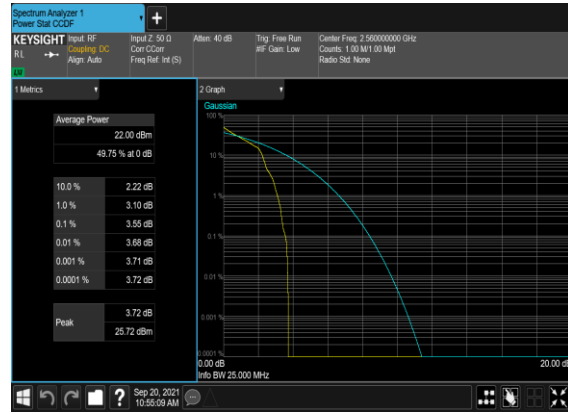 Spectrum Analyzer 1
Power Stat CCDF
+
KEYSIGHT
R L
LW
Input: RF
Coupling: DC
Align: Auto
Input Z: 50 Ω
Corr CCorr
Freq Ref: Int (S)
Atten: 40 dB
Trig: Free Run
#IF Gain: Low
Center Freq: 2.560000000 GHz
Counts: 1.00 M/1.00 Mpt
Radio Std: None
1 Metrics
Average Power
22.00 dBm
49.75 % at 0 dB
10.0 % 2.22 dB
1.0 % 3.10 dB
0.1 % 3.55 dB
0.01 % 3.68 dB
0.001 % 3.71 dB
0.0001 % 3.72 dB
Peak
3.72 dB
25.72 dBm
2 Graph
Gaussian
100 %
10 %
1 %
0.1 %
0.01 %
0.001 %
0.0001 %
0.00 dB
20.00 dB
Info BW 25.000 MHz
?
Sep 20, 2021
10:55:09 AM